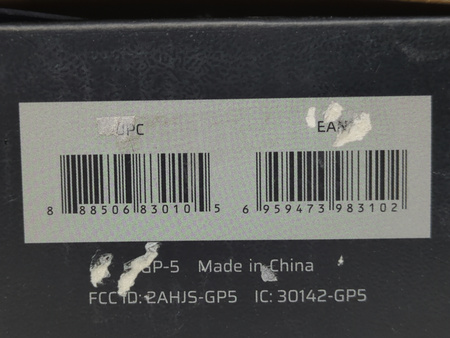 UPC EAN
8 88506 83010 5 6 959473 983102
GP-5 Made in China
FCC ID: 2AHJS-GP5 IC: 30142-GP5